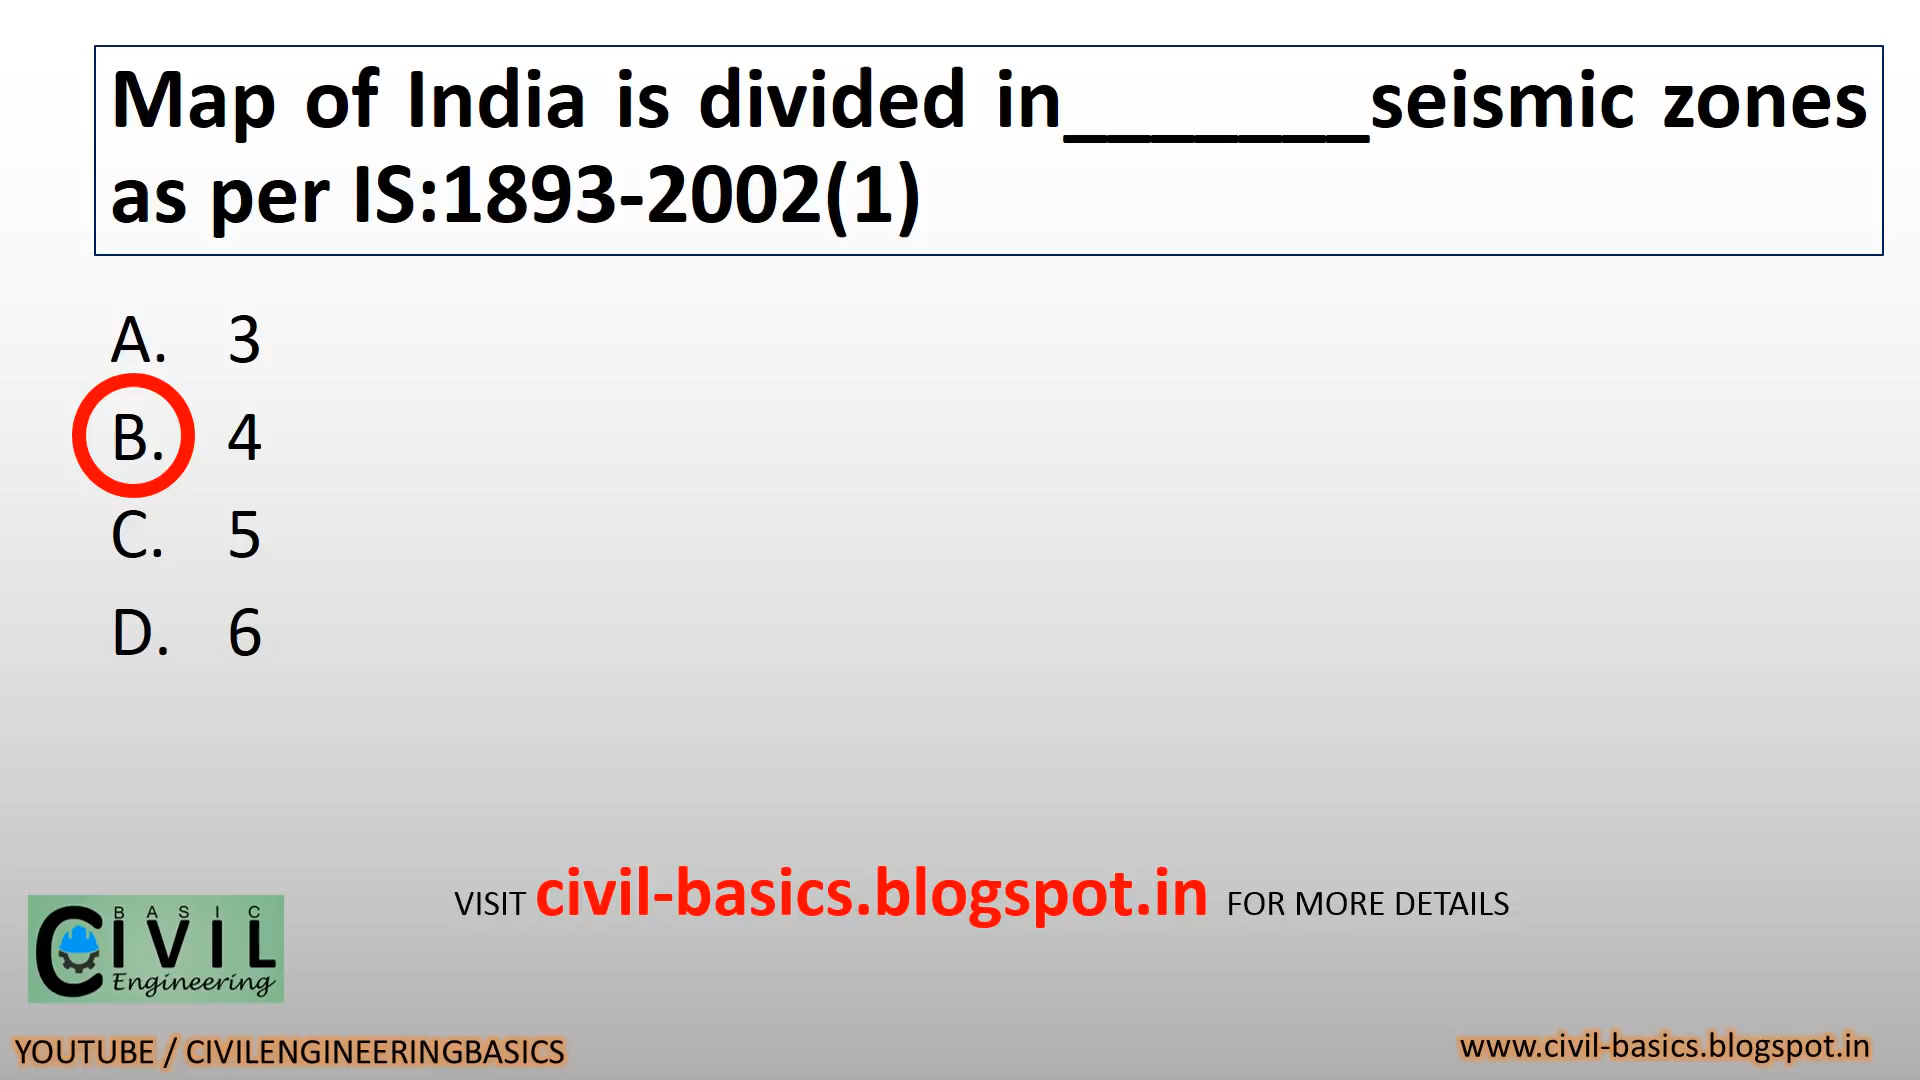 Map of India is divided in_______seismic zones
as per IS:1893-2002(1)
A. 3
B. 4
C. 5
D. 6
VISIT civil-basics.blogspot.in FOR MORE DETAILS
BASIC
CIVIL
Engineering
YOUTUBE / CIVILENGINEERINGBASICS
www.civil-basics.blogspot.in